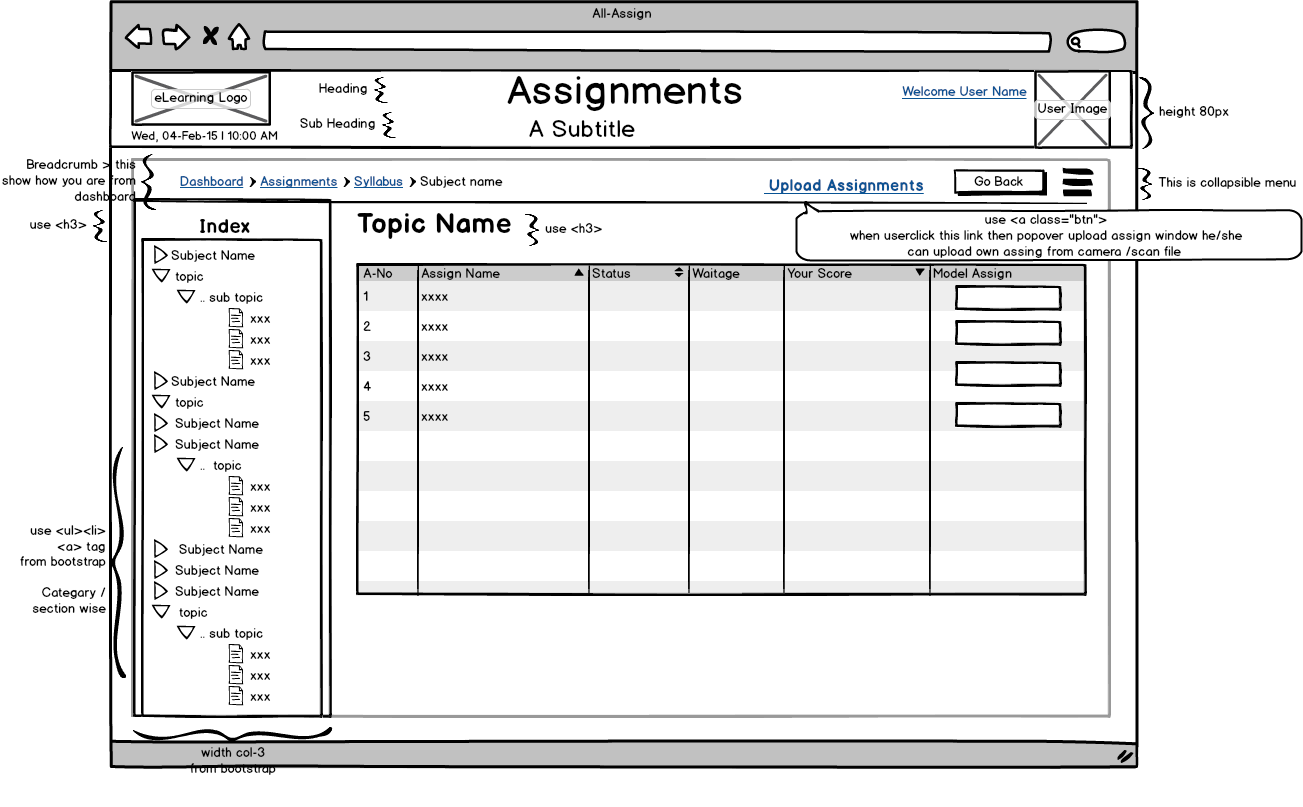 All-Assign
eLearning Logo
Wed, 04-Feb-15 | 10:00 AM
Heading
Sub Heading
Assignments
A Subtitle
Welcome User Name
User Image
height 80px
Breadcrumb > this
show how you are from
dashboard
Dashboard > Assignments > Syllabus > Subject name
Upload Assignments
Go Back
This is collapsible menu
use <h3>
Index
Topic Name
use <h3>
use <a class="btn">
when userclick this link then popover upload assign window he/she
can upload own assing from camera /scan file
Subject Name
topic
.. sub topic
xxx
xxx
xxx
Subject Name
topic
Subject Name
Subject Name
.. topic
xxx
xxx
xxx
Subject Name
Subject Name
Subject Name
topic
.. sub topic
xxx
xxx
xxx
A-No Assign Name Status Waitage Your Score Model Assign
1 xxxx
2 xxxx
3 xxxx
4 xxxx
5 xxxx
use <ul><li>
<a> tag
from bootstrap
Categary /
section wise
width col-3
from bootstrap